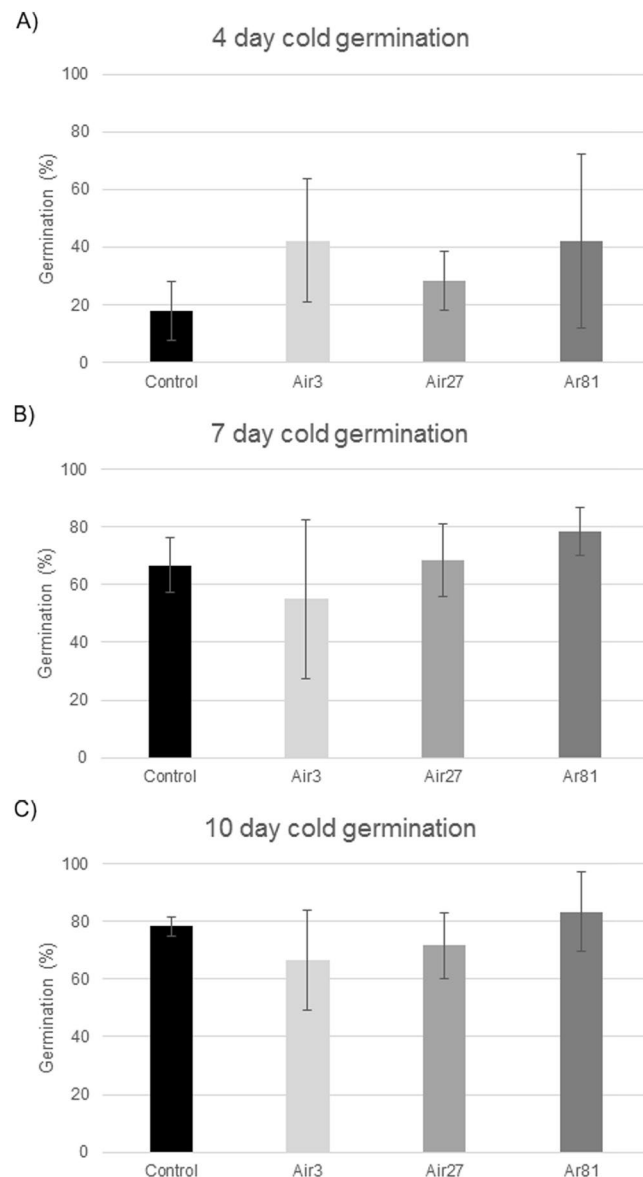 A)
4 day cold germination
100
80
60
40
20
0
Germination (%)
Control Air3 Air27 Ar81
B)
7 day cold germination
100
80
60
40
20
0
Germination (%)
Control Air3 Air27 Ar81
C)
10 day cold germination
100
80
60
40
20
0
Germination (%)
Control Air3 Air27 Ar81